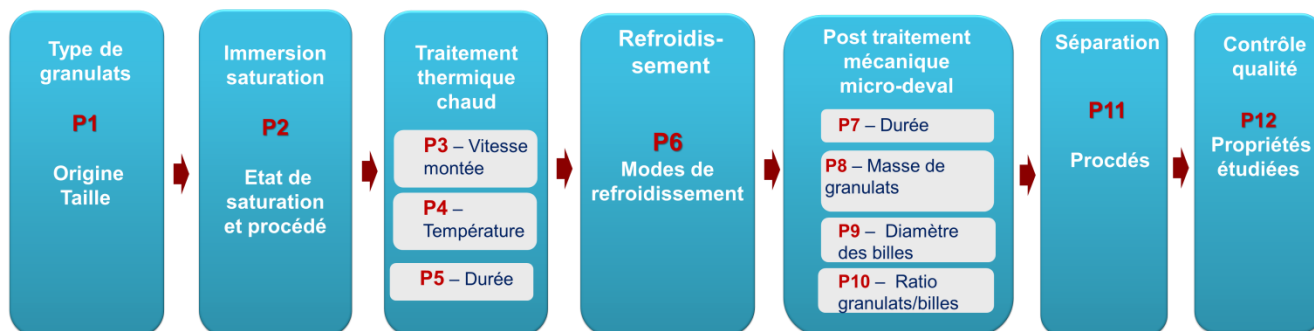 Type de
granulats
P1
Origine
Taille
Immersion
saturation
P2
Etat de
saturation
et procédé
Traitement
thermique
chaud
P3 – Vitesse
montée
P4 –
Température
P5 – Durée
Refroidis-
sement
P6
Modes de
refroidissement
Post traitement
mécanique
micro-deval
P7 – Durée
P8 – Masse de
granulats
P9 – Diamètre
des billes
P10 – Ratio
granulats/billes
Séparation
P11
Procdés
Contrôle
qualité
P12
Propriétés
étudiées